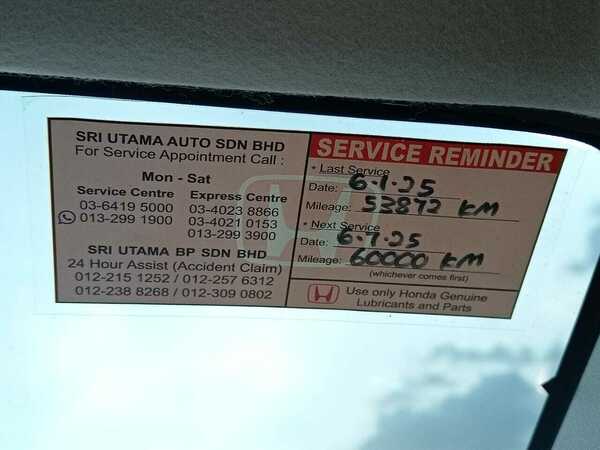 SRI UTAMA AUTO SDN BHD
For Service Appointment Call :
Mon - Sat
Service Centre
03-6419 5000
013-299 1900
Express Centre
03-4023 8866
03-4021 0153
013-299 3900
SRI UTAMA BP SDN BHD
24 Hour Assist (Accident Claim)
012-215 1252 / 012-257 6312
012-238 8268 / 012-309 0802
SERVICE REMINDER
• Last Service
Date: 6.1.25
Mileage: 53872 KM
• Next Service
Date: 6.7.25
Mileage: 60000 KM
(whichever comes first)
Use only Honda Genuine
Lubricants and Parts